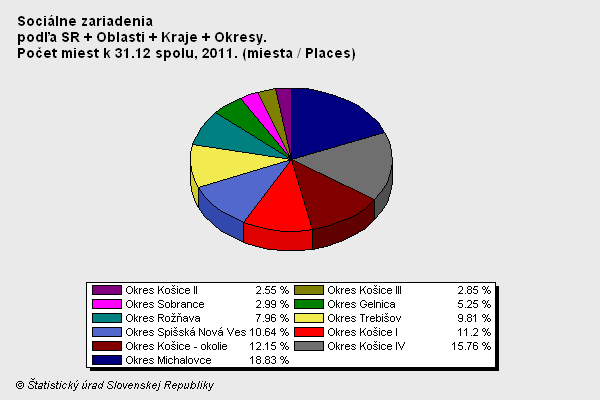 Sociálne zariadenia
podľa SR + Oblasti + Kraje + Okresy.
Počet miest k 31.12 spolu, 2011. (miesta / Places)
Okres Košice II 2.55 % Okres Košice III 2.85 %
Okres Sobrance 2.99 % Okres Gelnica 5.25 %
Okres Rožňava 7.96 % Okres Trebišov 9.81 %
Okres Spišská Nová Ves 10.64 % Okres Košice I 11.2 %
Okres Košice - okolie 12.15 % Okres Košice IV 15.76 %
Okres Michalovce 18.83 %
© Štatistický úrad Slovenskej Republiky